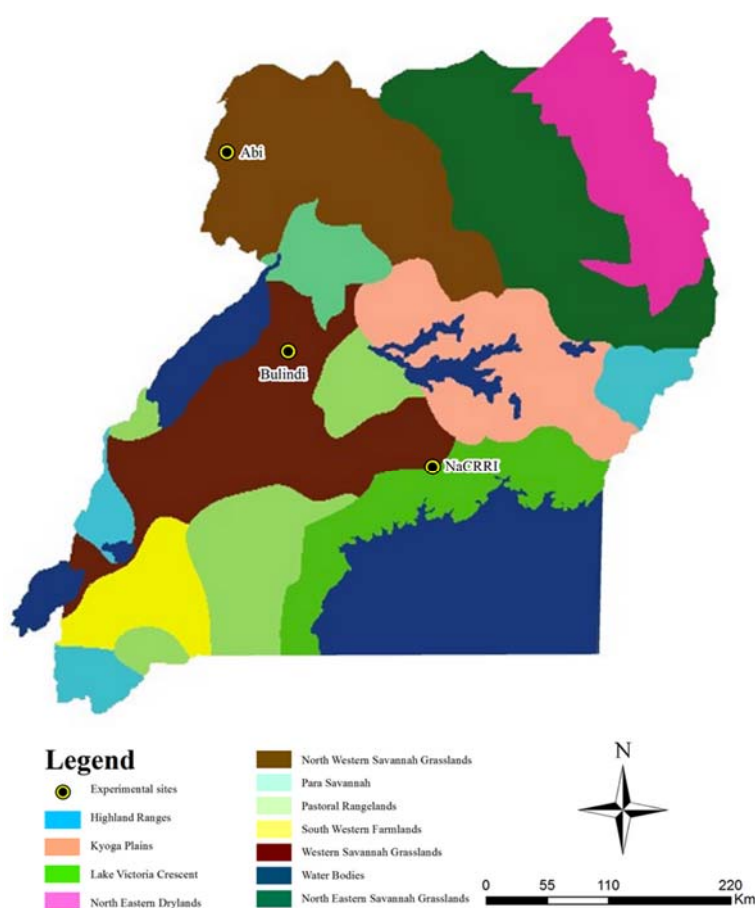 Abi
Bulindi
NaCRRI
Legend
Experimental sites
Highland Ranges
Kyoga Plains
Lake Victoria Crescent
North Eastern Drylands
North Western Savannah Grasslands
Para Savannah
Pastoral Rangelands
South Western Farmlands
Western Savannah Grasslands
Water Bodies
North Eastern Savannah Grasslands
N
0 55 110 220
Km